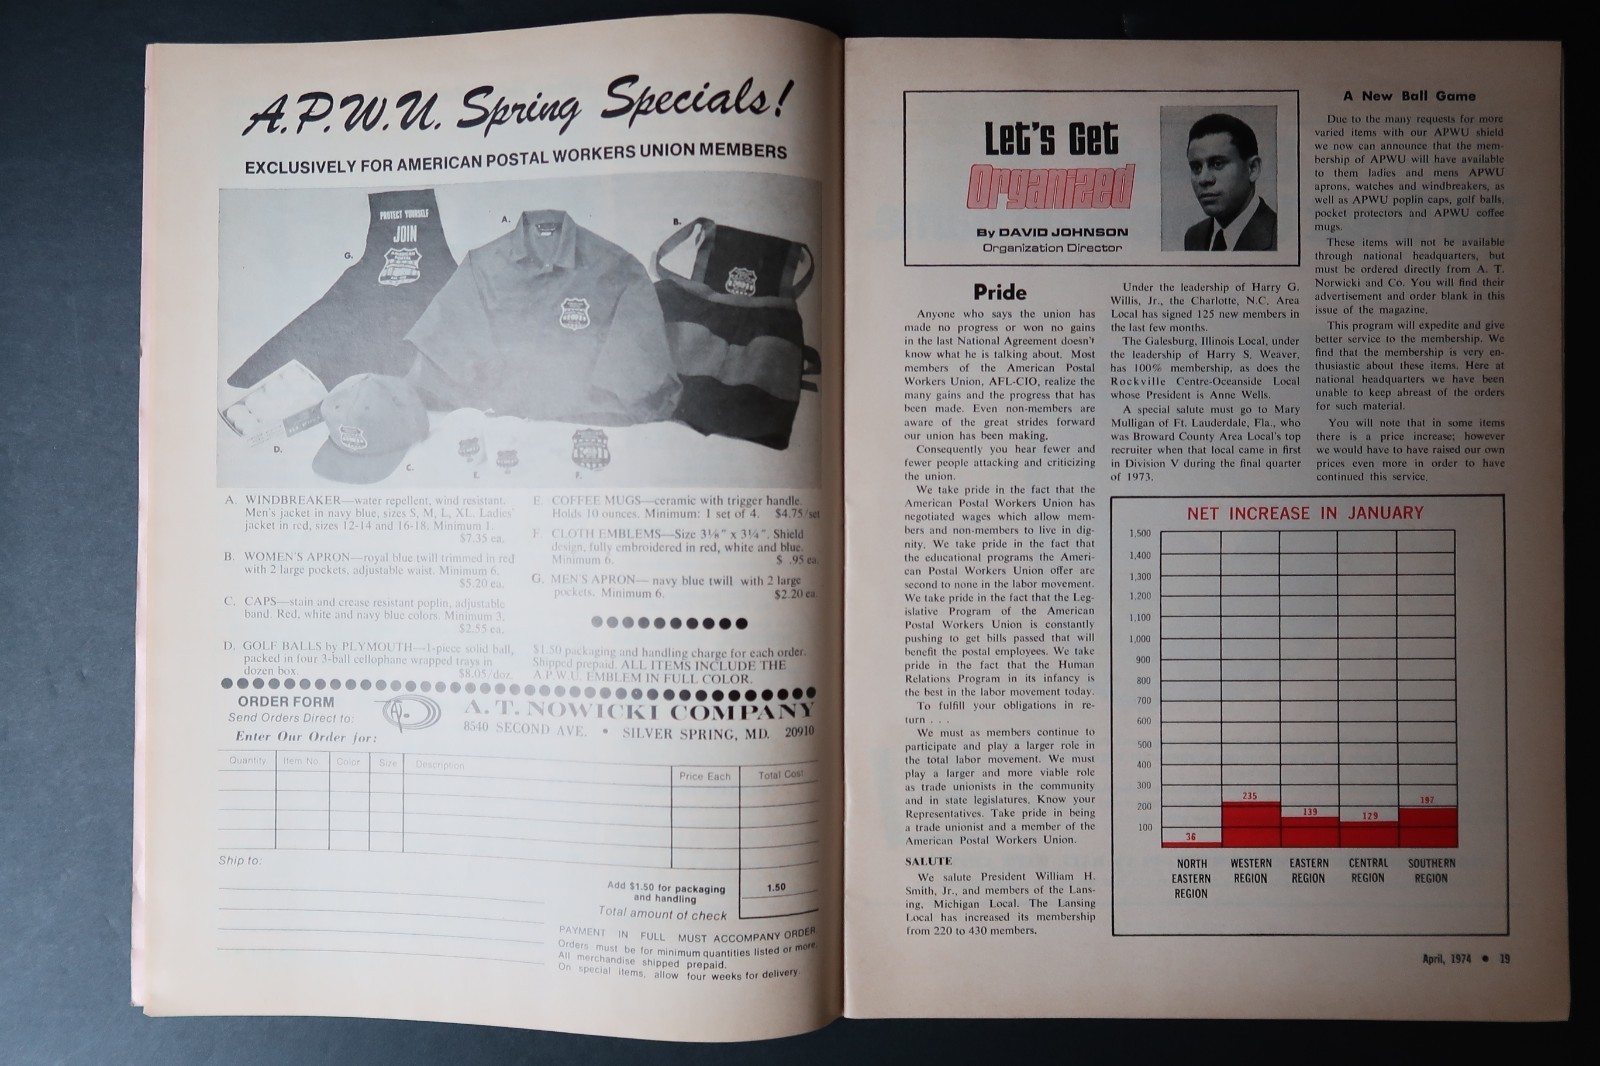 A.P.W.U. Spring Specials!
EXCLUSIVELY FOR AMERICAN POSTAL WORKERS UNION MEMBERS
PROTECT YOURSELF
JOIN
G.
A.
B.
D.
C.
E.
F.
A. WINDBREAKER—water repellent, wind resistant.
Men's jacket in navy blue, sizes S, M, L, XL. Ladies'
jacket in red, sizes 12-14 and 16-18. Minimum 1.
$7.35 ea.
B. WOMEN'S APRON—royal blue twill trimmed in red
with 2 large pockets, adjustable waist. Minimum 6.
$5.20 ea.
C. CAPS—stain and crease resistant poplin, adjustable
band. Red, white and navy blue colors. Minimum 3.
$2.55 ea.
D. GOLF BALLS by PLYMOUTH—1-piece solid ball,
packed in four 3-ball cellophane wrapped trays in
dozen box. $8.05/doz.
E. COFFEE MUGS—ceramic with trigger handle.
Holds 10 ounces. Minimum: 1 set of 4. $4.75/set
F. CLOTH EMBLEMS—Size 3⅛" x 3¼". Shield
design, fully embroidered in red, white and blue.
Minimum 6. $ .95 ea.
G. MEN'S APRON— navy blue twill with 2 large
pockets. Minimum 6. $2.20 ea.
$1.50 packaging and handling charge for each order.
Shipped prepaid. ALL ITEMS INCLUDE THE
A.P.W.U. EMBLEM IN FULL COLOR.
ORDER FORM
Send Orders Direct to:
A. T. NOWICKI COMPANY
8540 SECOND AVE. • SILVER SPRING, MD. 20910
Enter Our Order for:
Quantity Item No Color Size Description Price Each Total Cost
Ship to:
Add $1.50 for packaging
and handling
1.50
Total amount of check
PAYMENT IN FULL MUST ACCOMPANY ORDER.
Orders must be for minimum quantities listed or more.
All merchandise shipped prepaid.
On special items, allow four weeks for delivery.
Let's Get
Organized
By DAVID JOHNSON
Organization Director
Pride
Anyone who says the union has
made no progress or won no gains
in the last National Agreement doesn't
know what he is talking about. Most
members of the American Postal
Workers Union, AFL-CIO, realize the
many gains and the progress that has
been made. Even non-members are
aware of the great strides forward
our union has been making.
Consequently you hear fewer and
fewer people attacking and criticizing
the union.
We take pride in the fact that the
American Postal Workers Union has
negotiated wages which allow mem-
bers and non-members to live in dig-
nity. We take pride in the fact that
the educational programs the Ameri-
can Postal Workers Union offer are
second to none in the labor movement.
We take pride in the fact that the Leg-
islative Program of the American
Postal Workers Union is constantly
pushing to get bills passed that will
benefit the postal employees. We take
pride in the fact that the Human
Relations Program in its infancy is
the best in the labor movement today.
To fulfill your obligations in re-
turn . . .
We must as members continue to
participate and play a larger role in
the total labor movement. We must
play a larger and more viable role
as trade unionists in the community
and in state legislatures. Know your
Representatives. Take pride in being
a trade unionist and a member of the
American Postal Workers Union.
SALUTE
We salute President William H.
Smith, Jr., and members of the Lans-
ing, Michigan Local. The Lansing
Local has increased its membership
from 220 to 430 members.
Under the leadership of Harry G.
Willis, Jr., the Charlotte, N.C. Area
Local has signed 125 new members in
the last few months.
The Galesburg, Illinois Local, under
the leadership of Harry S. Weaver,
has 100% membership, as does the
Rockville Centre-Oceanside Local
whose President is Anne Wells.
A special salute must go to Mary
Mulligan of Ft. Lauderdale, Fla., who
was Broward County Area Local's top
recruiter when that local came in first
in Division V during the final quarter
of 1973.
A New Ball Game
Due to the many requests for more
varied items with our APWU shield
we now can announce that the mem-
bership of APWU will have available
to them ladies and mens APWU
aprons, watches and windbreakers, as
well as APWU poplin caps, golf balls,
pocket protectors and APWU coffee
mugs.
These items will not be available
through national headquarters, but
must be ordered directly from A. T.
Norwicki and Co. You will find their
advertisement and order blank in this
issue of the magazine.
This program will expedite and give
better service to the membership. We
find that the membership is very en-
thusiastic about these items. Here at
national headquarters we have been
unable to keep abreast of the orders
for such material.
You will note that in some items
there is a price increase; however
we would have to have raised our own
prices even more in order to have
continued this service.
NET INCREASE IN JANUARY
1,500
1,400
1,300
1,200
1,100
1,000
900
800
700
600
500
400
300
200
100
36
235
139
129
197
NORTH EASTERN REGION
WESTERN REGION
EASTERN REGION
CENTRAL REGION
SOUTHERN REGION
April, 1974 • 19